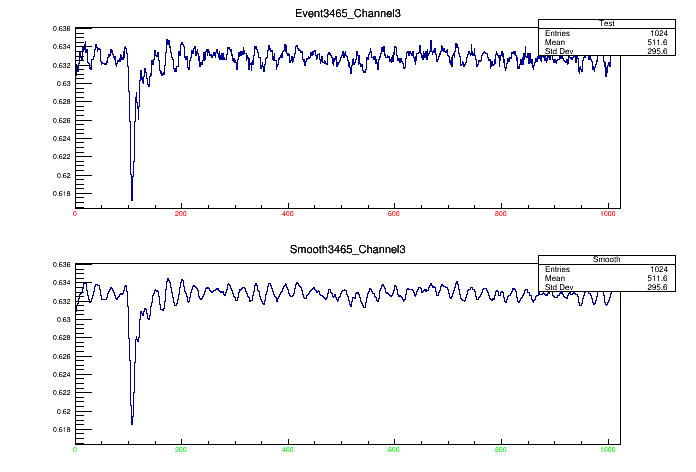 Event3465_Channel3
Test
Entries 1024
Mean 511.6
Std Dev 295.6
0.636
0.634
0.632
0.63
0.628
0.626
0.624
0.622
0.62
0.618
0 200 400 600 800 1000
Smooth3465_Channel3
Smooth
Entries 1024
Mean 511.6
Std Dev 295.6
0.636
0.634
0.632
0.63
0.628
0.626
0.624
0.622
0.62
0.618
0 200 400 600 800 1000